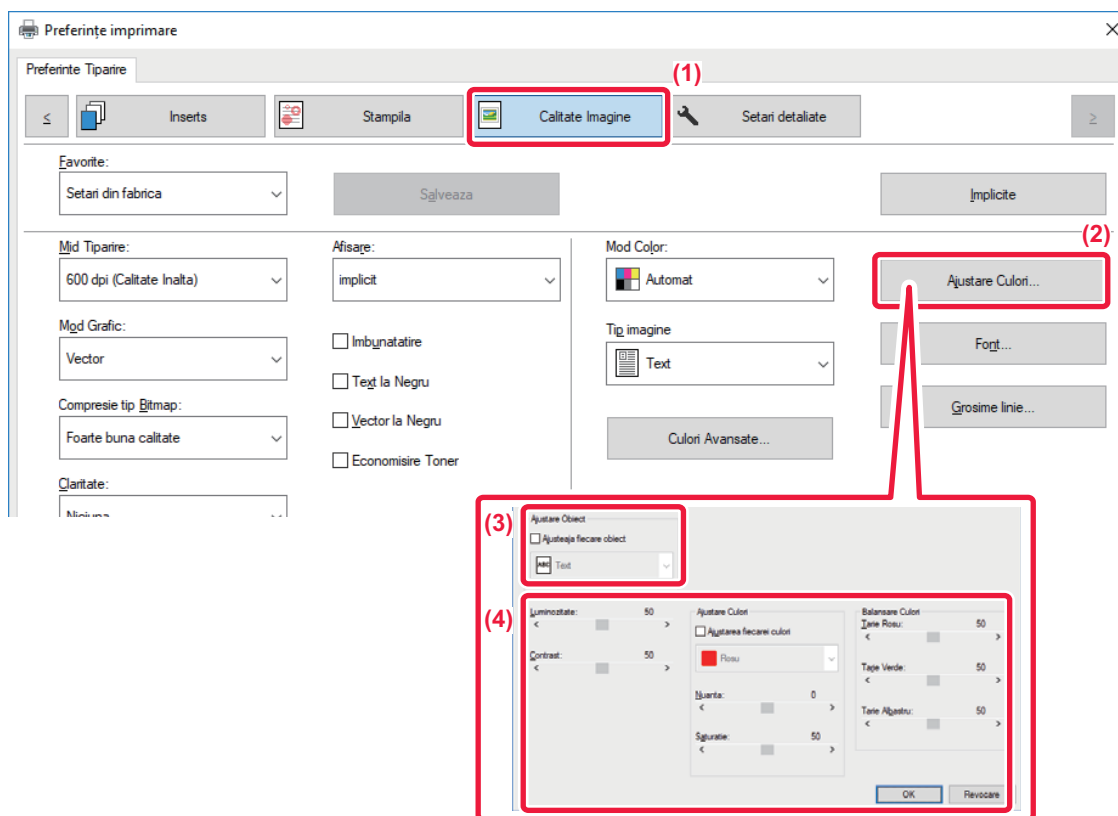 Preferințe imprimare
Preferinte Tiparire
(1)
< Inserts Stampila Calitate Imagine Setari detaliate >
Favorite:
Setari din fabrica Salveaza Implicite
(2)
Mid Tiparire: Afisare: Mod Color:
600 dpi (Calitate Inalta) implicit Automat Ajustare Culori...
Mod Grafic: Tip imagine
Vector Imbunatatire Text Font...
Text la Negru
Compresie tip Bitmap: Vector la Negru Grosime linie...
Foarte buna calitate Culori Avansate...
Economisire Toner
Claritate:
Niciuna
(3)
Ajustare Obiect
Ajusteaja fiecare obiect
ABC Text
(4)
Luminozitate: 50 Ajustare Culori Balansare Culori
Ajustarea fiecarei culori Tarie Rosu: 50
Contrast: 50 Rosu
Tarie Verde: 50
Nuanta: 0
Tarie Albastru: 50
Saturatie: 50
OK Revocare